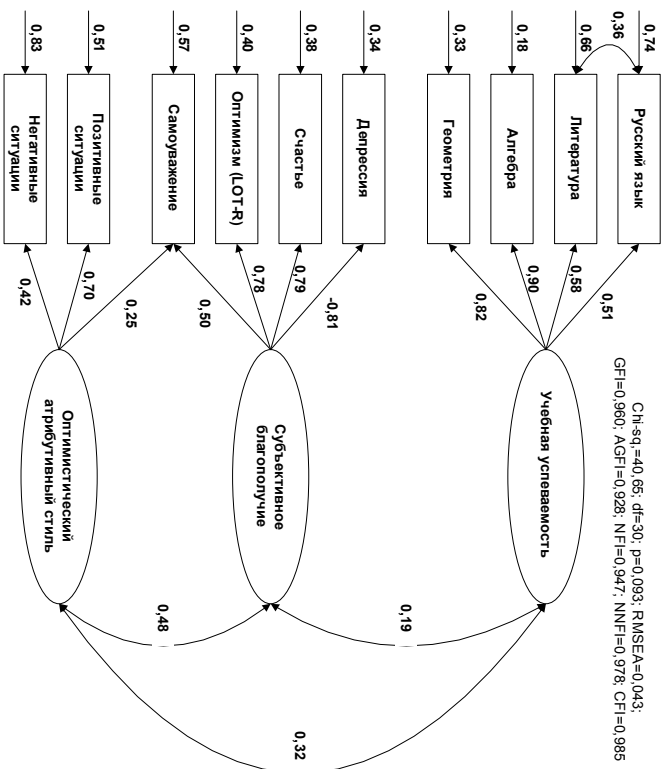 Chi-sq,=40,65; df=30; p=0,093; RMSEA=0,043;
GFI=0,960; AGFI=0,928; NFI=0,947; NNFI=0,978; CFI=0,985
0,74
Русский язык
0,51
0,36
0,66
Литература
0,58
0,18
Алгебра
0,90
0,33
Геометрия
0,82
Учебная успеваемость
0,34
Депрессия
-0,81
0,38
Счастье
0,79
0,40
Оптимизм (LOT-R)
0,78
0,57
Самоуважение
0,50
0,25
Субъективное
благополучие
0,19
0,51
Позитивные
ситуации
0,70
0,83
Негативные
ситуации
0,42
Оптимистический
атрибутивный стиль
0,48
0,32